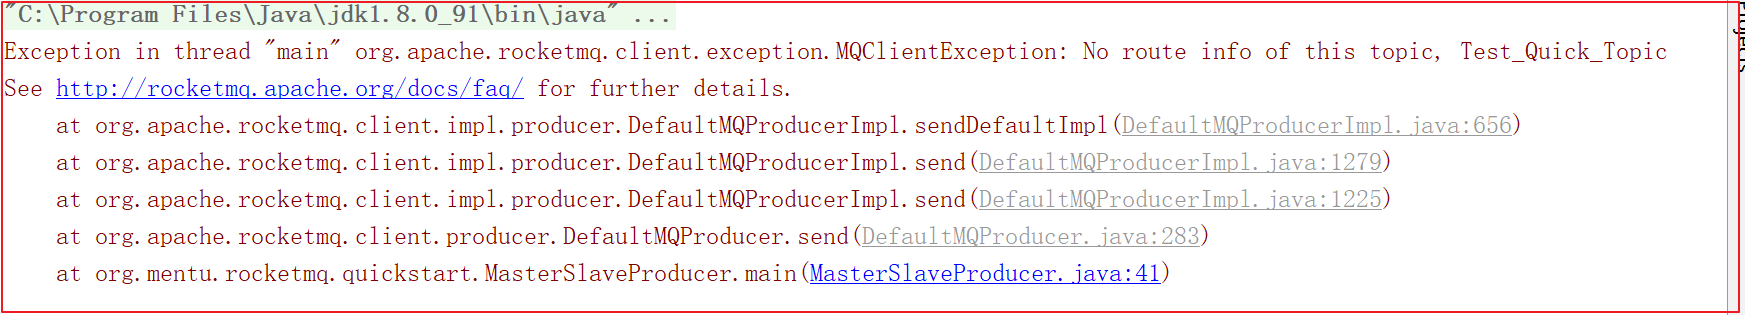 "C:\Program Files\Java\jdk1.8.0_91\bin\java" ...
Exception in thread "main" org.apache.rocketmq.client.exception.MQClientException: No route info of this topic, Test_Quick_Topic
See http://rocketmq.apache.org/docs/faq/ for further details.
    at org.apache.rocketmq.client.impl.producer.DefaultMQProducerImpl.sendDefaultImpl(DefaultMQProducerImpl.java:656)
    at org.apache.rocketmq.client.impl.producer.DefaultMQProducerImpl.send(DefaultMQProducerImpl.java:1279)
    at org.apache.rocketmq.client.impl.producer.DefaultMQProducerImpl.send(DefaultMQProducerImpl.java:1225)
    at org.apache.rocketmq.client.producer.DefaultMQProducer.send(DefaultMQProducer.java:283)
    at org.mentu.rocketmq.quickstart.MasterSlaveProducer.main(MasterSlaveProducer.java:41)